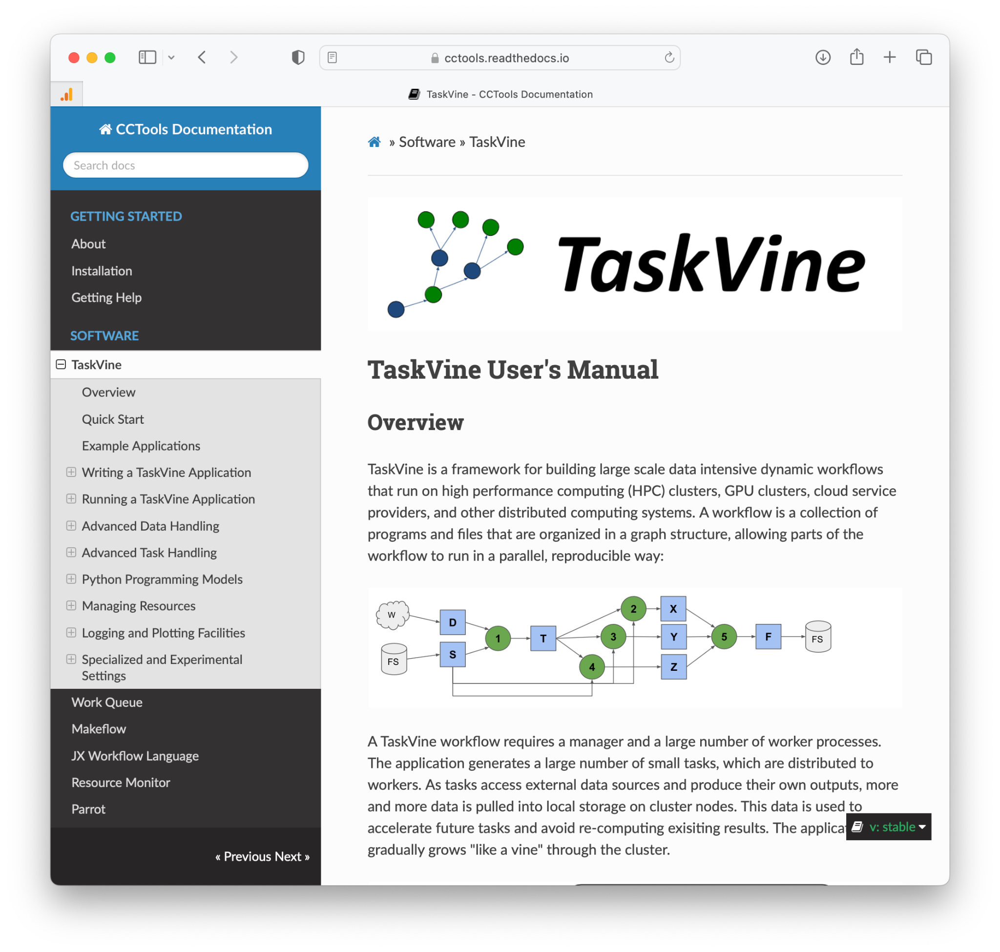 cctools.readthedocs.io
TaskVine - CCTools Documentation
CCTools Documentation
Search docs
GETTING STARTED
About
Installation
Getting Help
SOFTWARE
TaskVine
Overview
Quick Start
Example Applications
Writing a TaskVine Application
Running a TaskVine Application
Advanced Data Handling
Advanced Task Handling
Python Programming Models
Managing Resources
Logging and Plotting Facilities
Specialized and Experimental
Settings
Work Queue
Makeflow
JX Workflow Language
Resource Monitor
Parrot
« Previous Next »
» Software » TaskVine
TaskVine
TaskVine User's Manual
Overview
TaskVine is a framework for building large scale data intensive dynamic workflows
that run on high performance computing (HPC) clusters, GPU clusters, cloud service
providers, and other distributed computing systems. A workflow is a collection of
programs and files that are organized in a graph structure, allowing parts of the
workflow to run in a parallel, reproducible way:
W
D
FS
S
1
T
2
3
4
X
Y
Z
5
F
FS
A TaskVine workflow requires a manager and a large number of worker processes.
The application generates a large number of small tasks, which are distributed to
workers. As tasks access external data sources and produce their own outputs, more
and more data is pulled into local storage on cluster nodes. This data is used to
accelerate future tasks and avoid re-computing exisiting results. The applica
gradually grows "like a vine" through the cluster.
v: stable